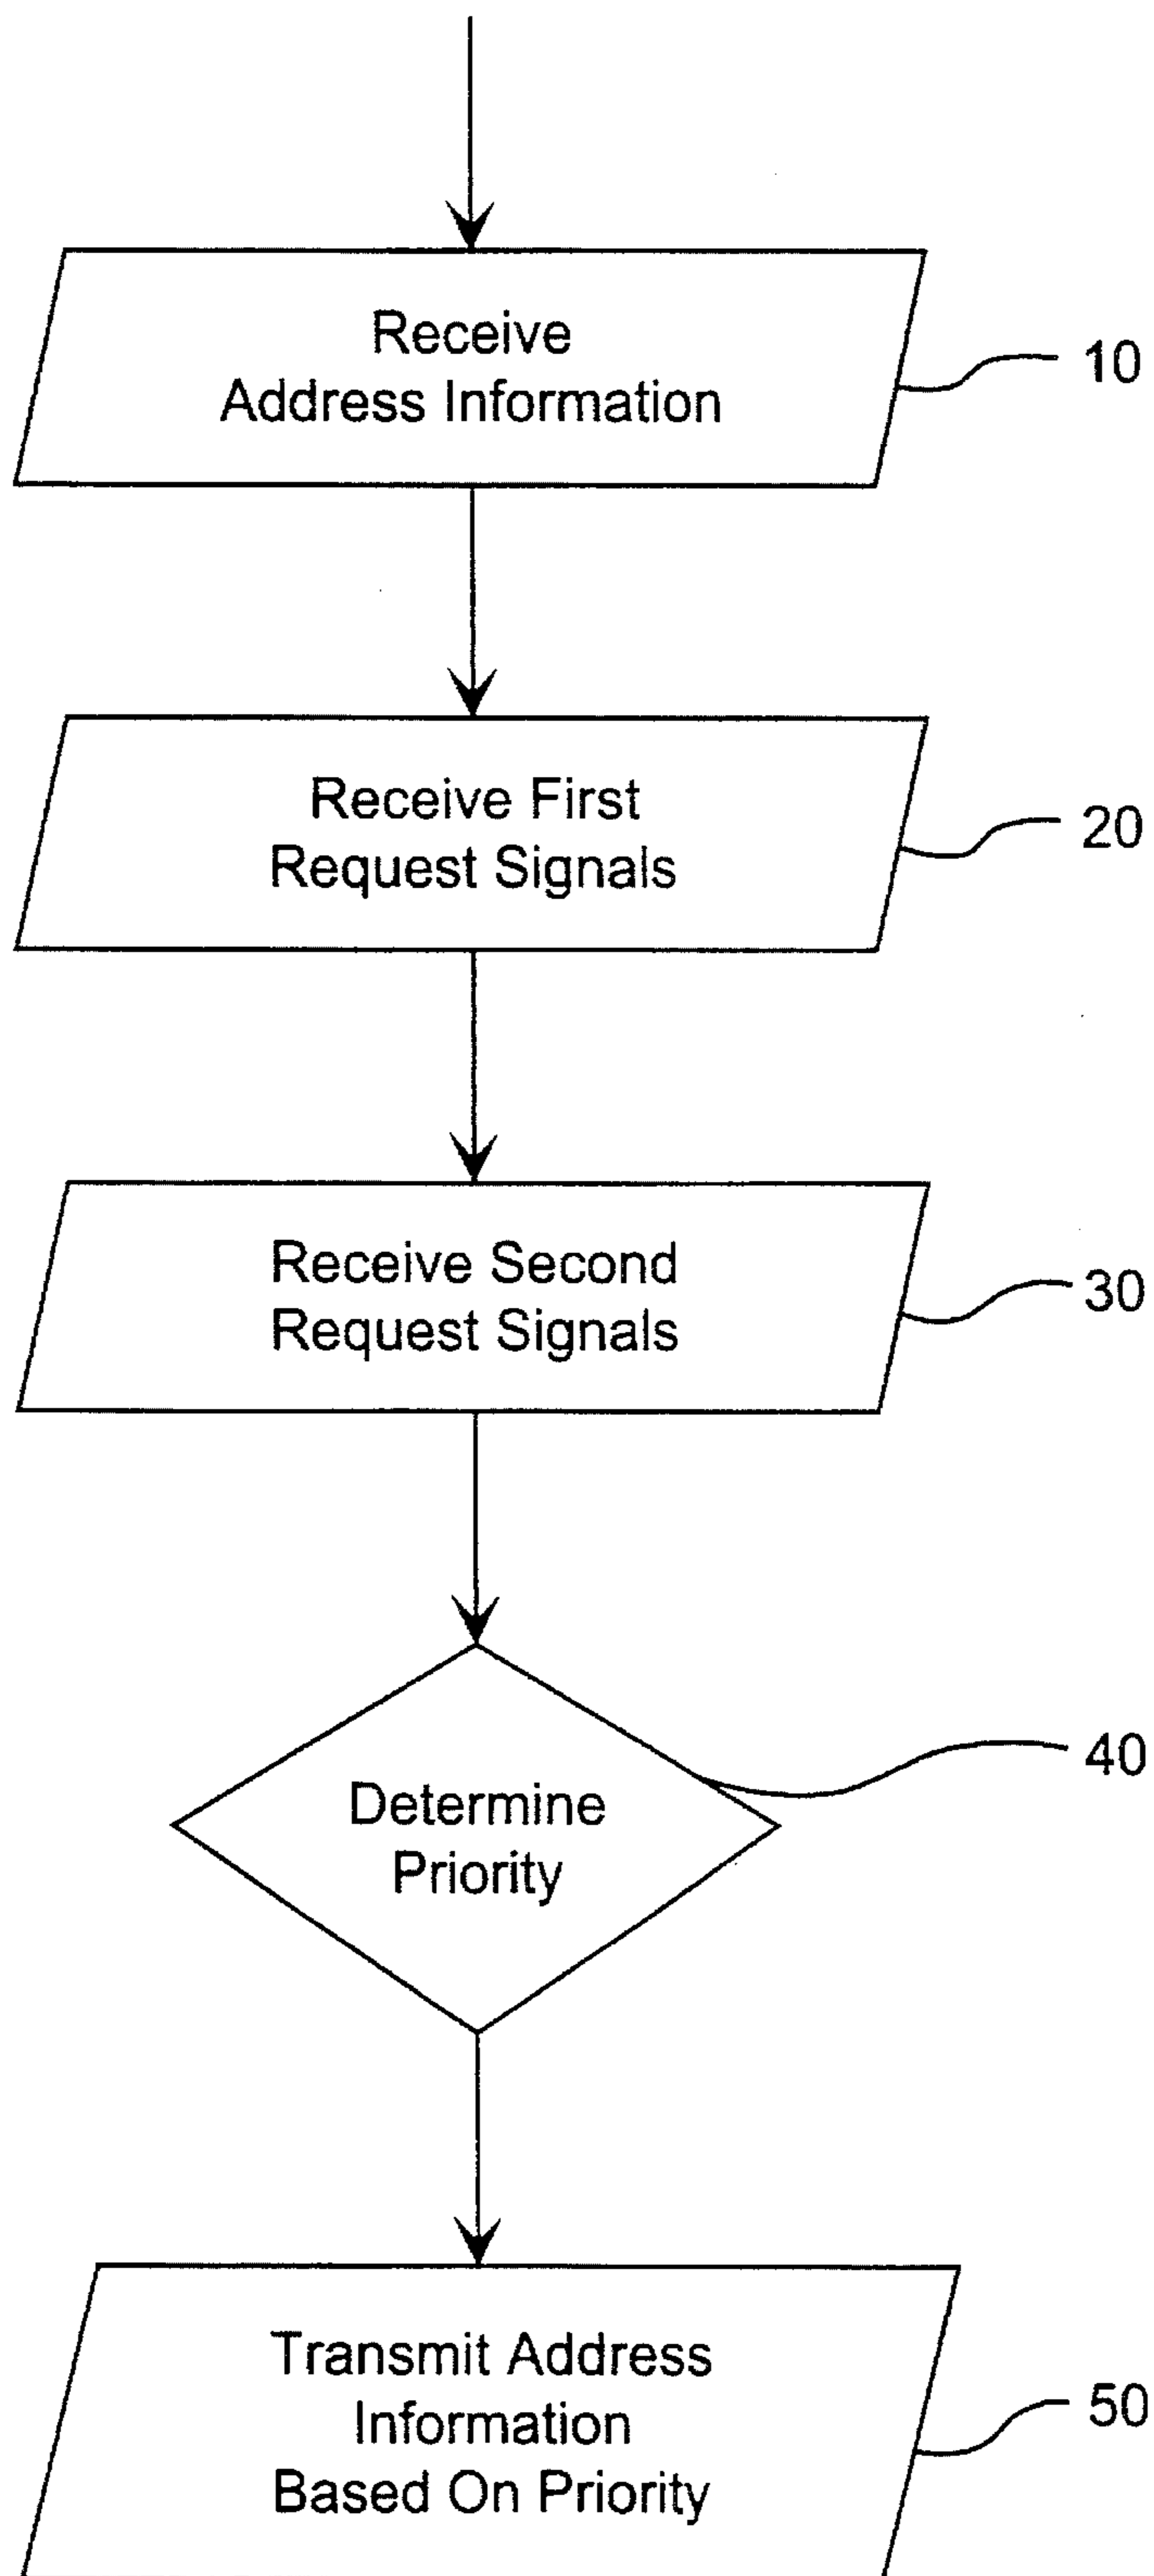 Receive
Address Information
10
Receive First
Request Signals
20
Receive Second
Request Signals
30
Determine
Priority
40
Transmit Address
Information
Based On Priority
50